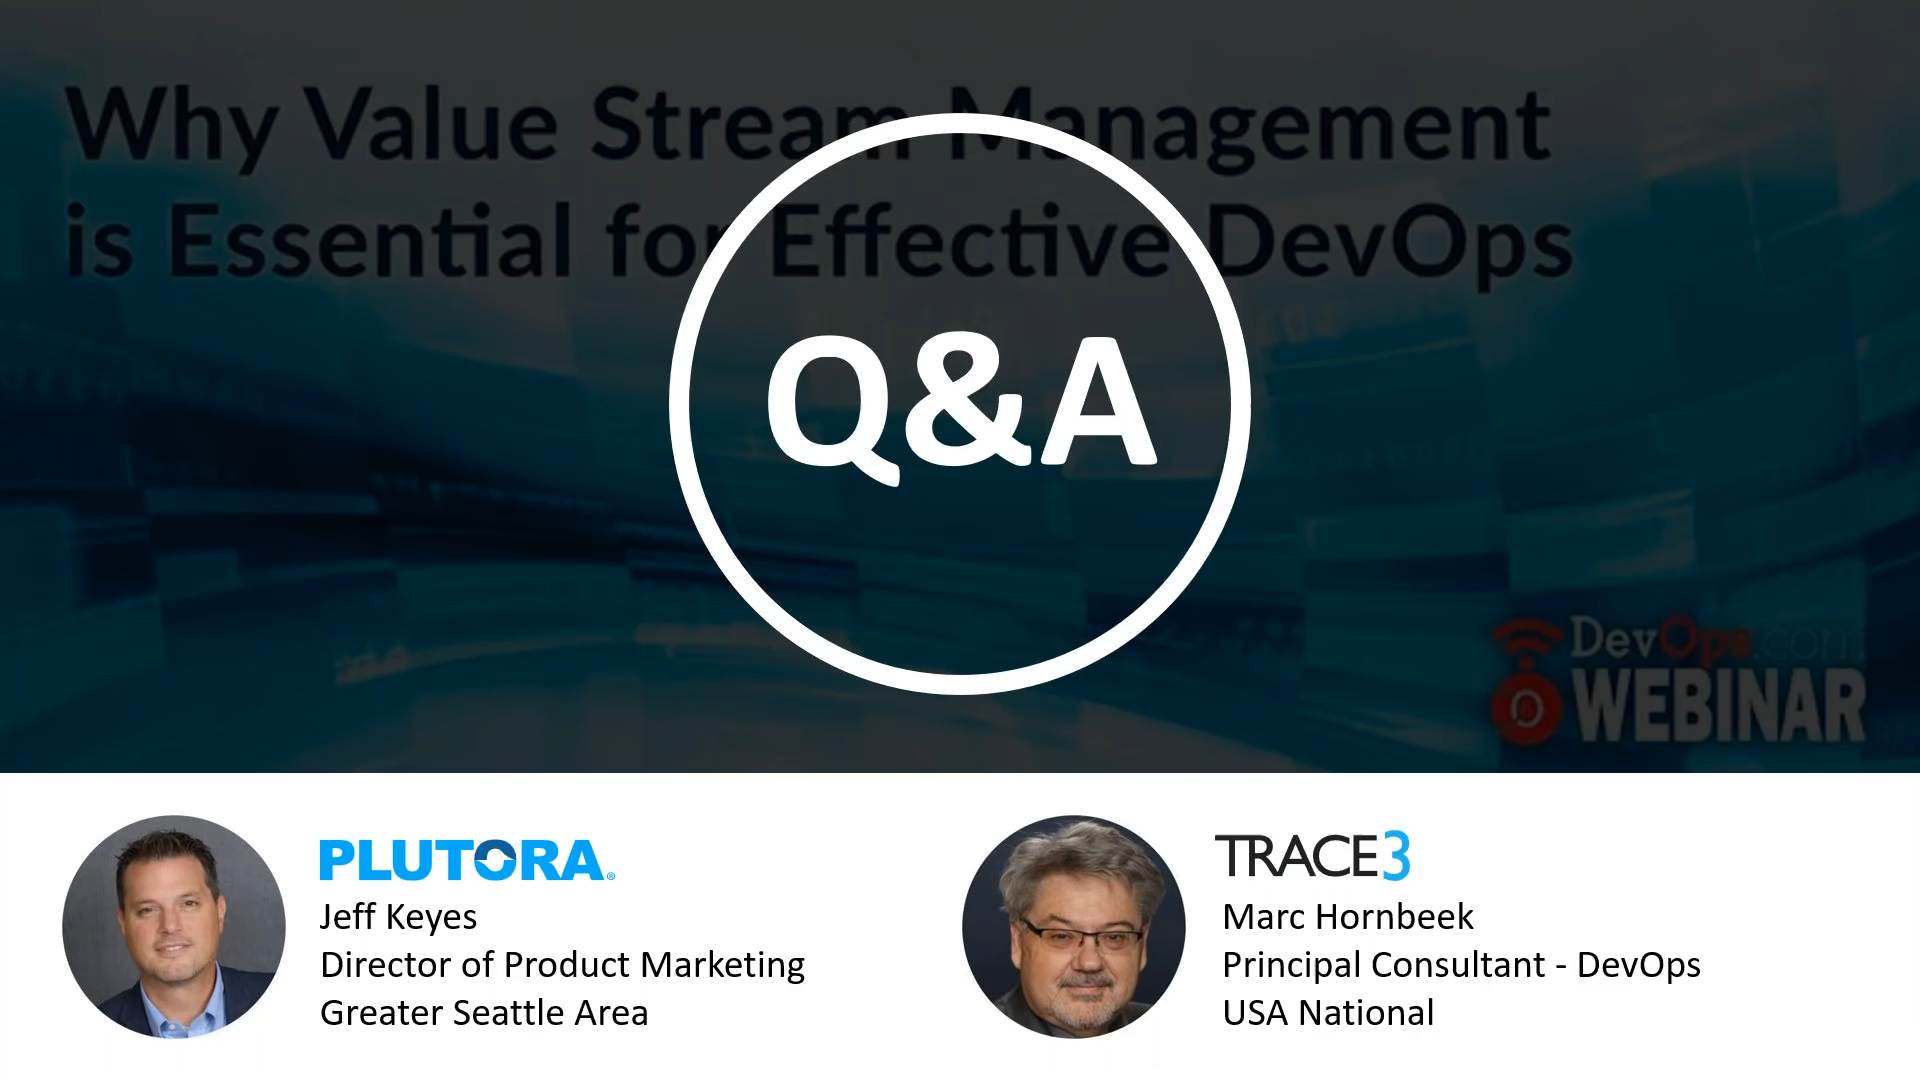 Why Value Stream Management
is Essential for Effective DevOps
Q&A
DevOps.com
WEBINAR
PLUTORA®
Jeff Keyes
Director of Product Marketing
Greater Seattle Area
TRACE3
Marc Hornbeek
Principal Consultant - DevOps
USA National